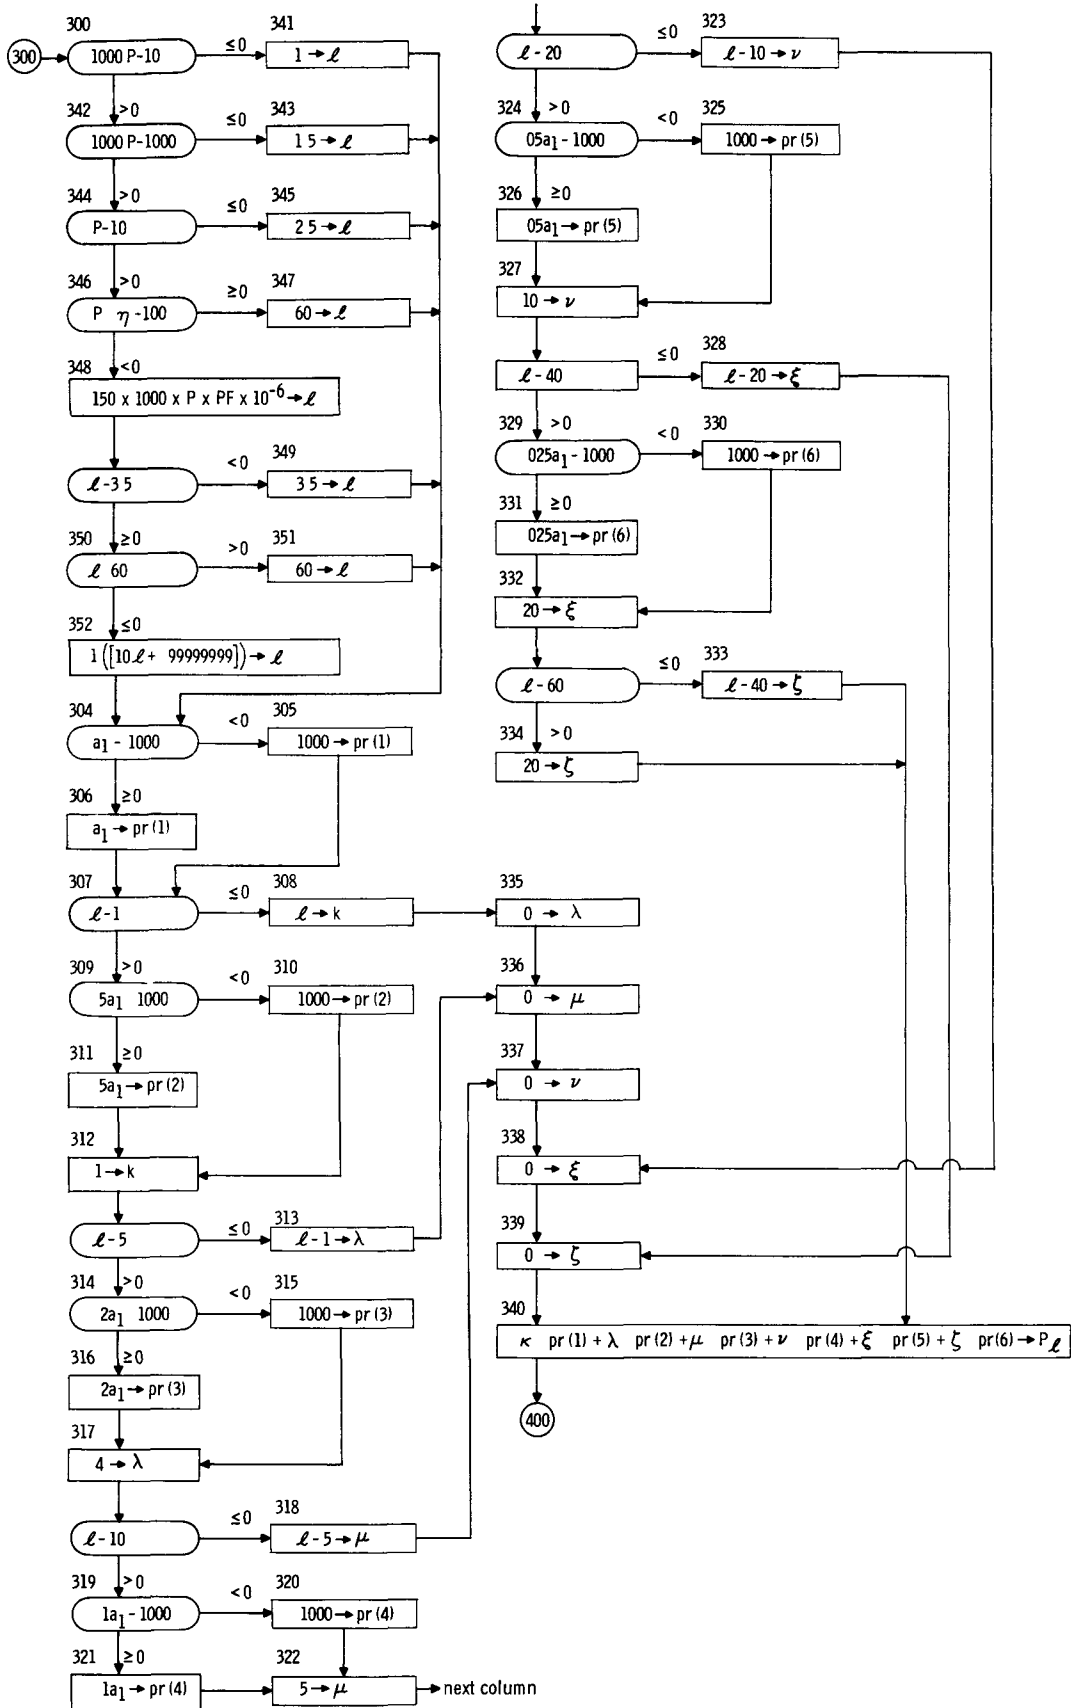 300
300
1000 P-10
≤0
341
1 → ℓ
342
>0
1000 P-1000
≤0
343
1 5 → ℓ
344
>0
P-10
≤0
345
2 5 → ℓ
346
>0
P η -100
≥0
347
60 → ℓ
348
<0
150 x 1000 x P x PF x 10⁻⁶ → ℓ
ℓ -3 5
<0
349
3 5 → ℓ
350
≥0
ℓ 60
>0
351
60 → ℓ
352
≤0
1 ([10ℓ + 99999999]) → ℓ
304
a₁ - 1000
<0
305
1000 → pr (1)
306
≥0
a₁ → pr (1)
307
ℓ -1
≤0
308
ℓ → k
309
>0
5a₁ 1000
<0
310
1000 → pr (2)
311
≥0
5a₁ → pr (2)
312
1 → k
ℓ -5
≤0
313
ℓ -1 → λ
314
>0
2a₁ 1000
<0
315
1000 → pr (3)
316
≥0
2a₁ → pr (3)
317
4 → λ
ℓ -10
≤0
318
ℓ - 5 → μ
319
>0
1a₁ - 1000
<0
320
1000 → pr (4)
321
≥0
1a₁ → pr (4)
322
5 → μ
next column
ℓ -20
≤0
323
ℓ -10 → ν
324
>0
05a₁ - 1000
<0
325
1000 → pr (5)
326
≥0
05a₁ → pr (5)
327
10 → ν
ℓ -40
≤0
328
ℓ -20 → ξ
329
>0
025a₁ - 1000
<0
330
1000 → pr (6)
331
≥0
025a₁ → pr (6)
332
20 → ξ
ℓ -60
≤0
333
ℓ -40 → ζ
334
>0
20 → ζ
335
0 → λ
336
0 → μ
337
0 → ν
338
0 → ξ
339
0 → ζ
340
κ pr (1) + λ pr (2) + μ pr (3) + ν pr (4) + ξ pr (5) + ζ pr (6) → Pℓ
400